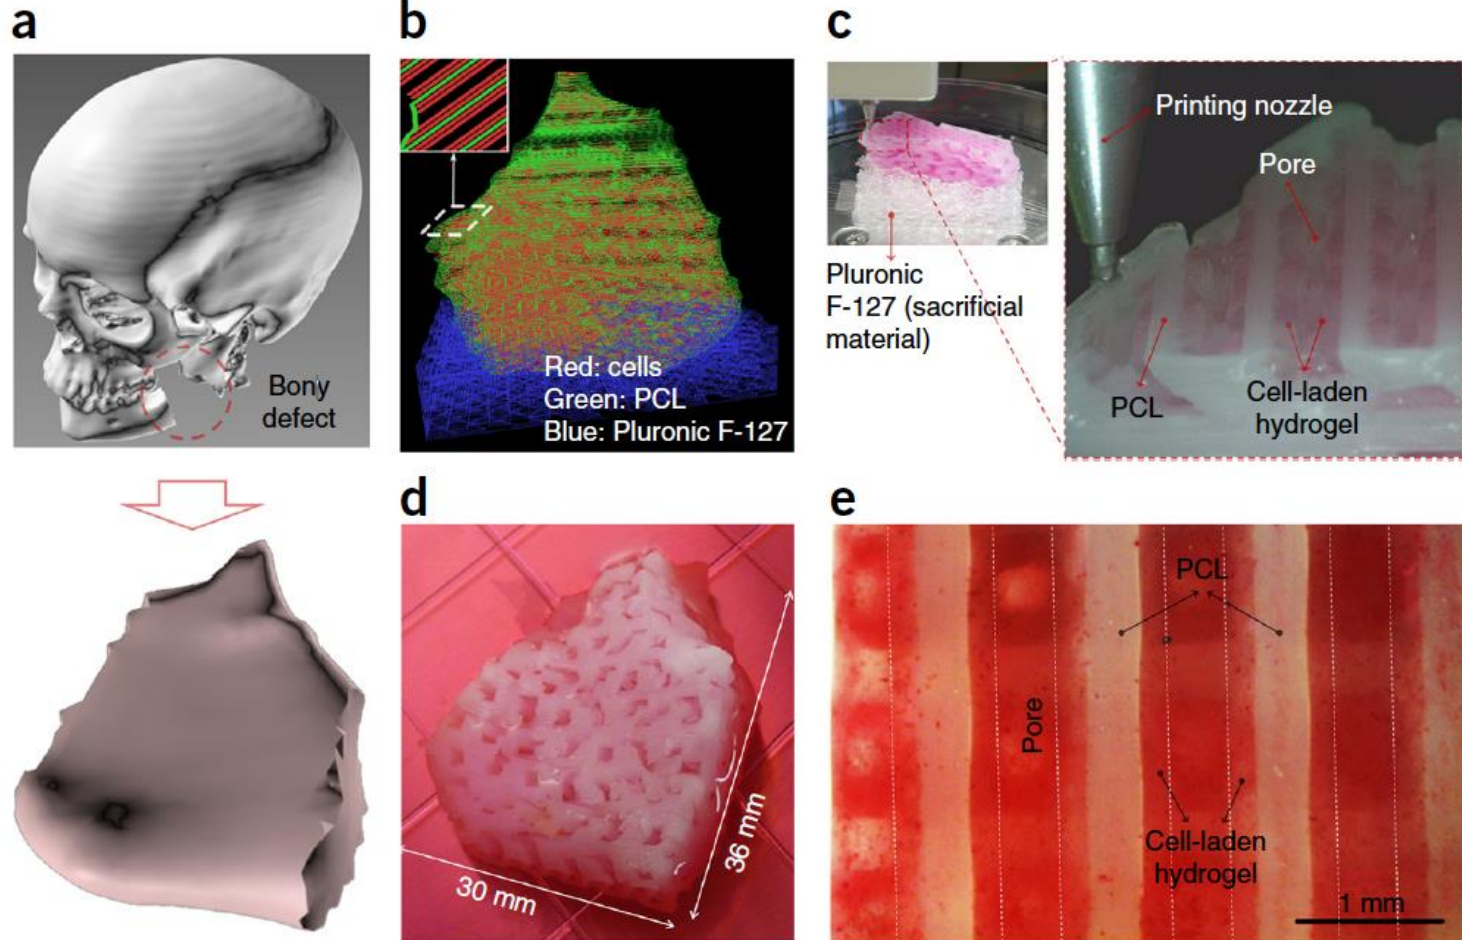 a
Bony
defect
b
Red: cells
Green: PCL
Blue: Pluronic F-127
c
Printing nozzle
Pore
Pluronic
F-127 (sacrificial
material)
PCL
Cell-laden
hydrogel
d
30 mm
36 mm
e
PCL
Pore
Cell-laden
hydrogel
1 mm